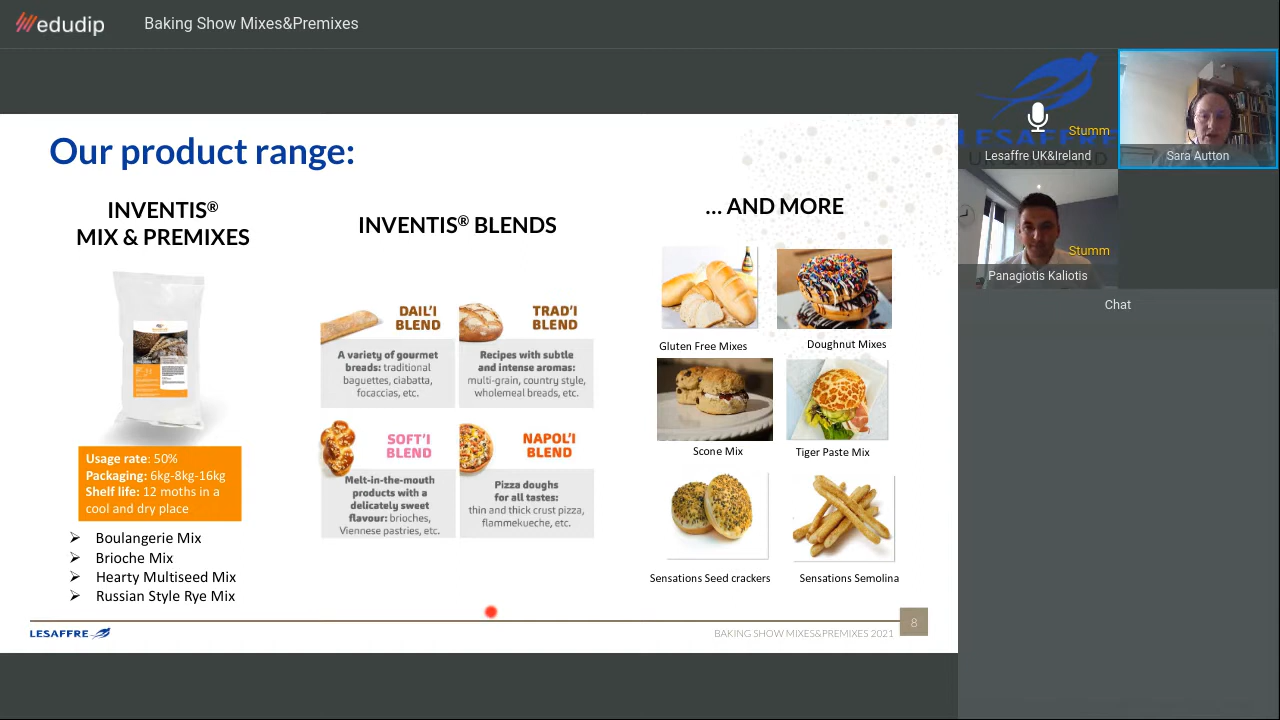 edudip
Baking Show Mixes&Premixes
Our product range:
INVENTIS®
MIX & PREMIXES
Usage rate: 50%
Packaging: 6kg-8kg-16kg
Shelf life: 12 moths in a
cool and dry place
Boulangerie Mix
Brioche Mix
Hearty Multiseed Mix
Russian Style Rye Mix
INVENTIS® BLENDS
DAIL'I
BLEND
A variety of gourmet
breads: traditional
baguettes, ciabatta,
focaccias, etc.
TRAD'I
BLEND
Recipes with subtle
and intense aromas:
multi-grain, country style,
wholemeal breads, etc.
SOFT'I
BLEND
Melt-in-the-mouth
products with a
delicately sweet
flavour: brioches,
Viennese pastries, etc.
NAPOL'I
BLEND
Pizza doughs
for all tastes:
thin and thick crust pizza,
flammekueche, etc.
... AND MORE
Gluten Free Mixes
Doughnut Mixes
Scone Mix
Tiger Paste Mix
Sensations Seed crackers
Sensations Semolina
LESAFFRE
BAKING SHOW MIXES&PREMIXES 2021
8
LESAFFRE
Stumm
Lesaffre UK&Ireland
Sara Autton
Stumm
Panagiotis Kaliotis
Chat